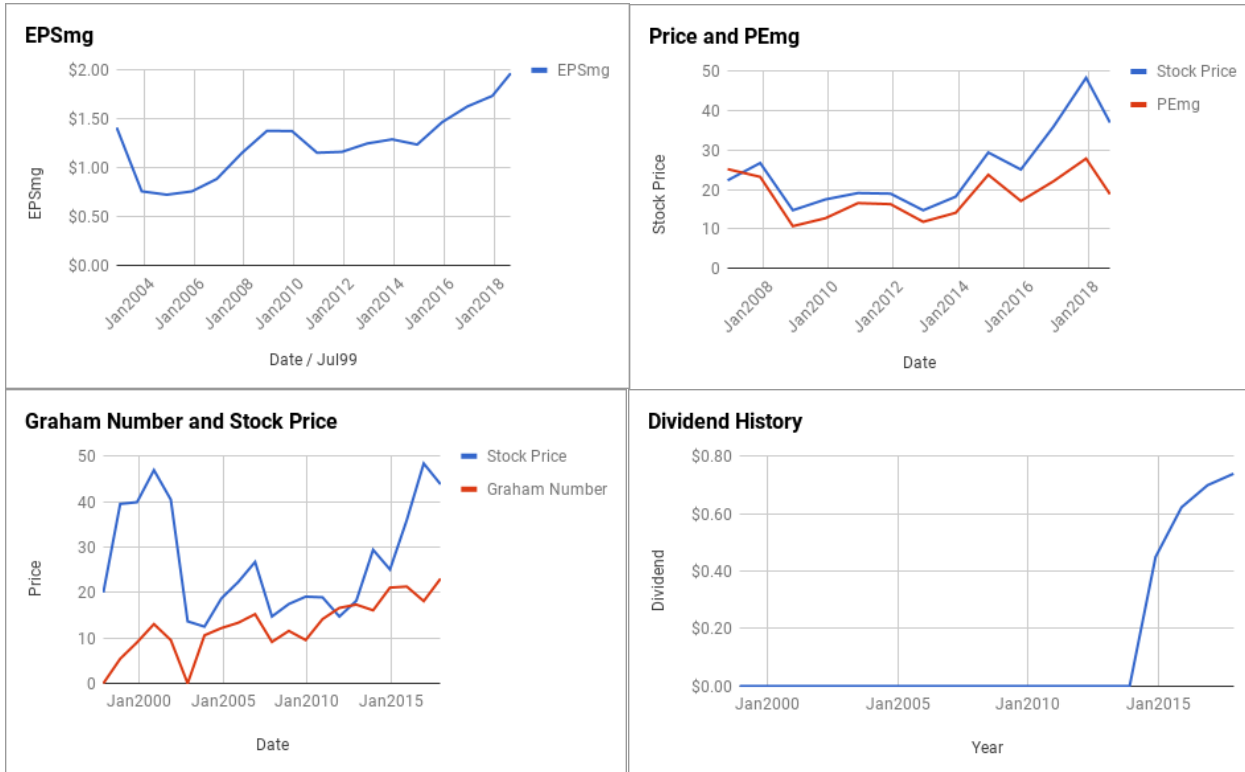 EPSmg
EPSmg
$2.00
$1.50
$1.00
$0.50
$0.00
EPSmg
Jan2004
Jan2006
Jan2008
Jan2010
Jan2012
Jan2014
Jan2016
Jan2018
Date / Jul99
Price and PEmg
Stock Price
PEmg
50
40
30
20
10
0
Stock Price
Jan2008
Jan2010
Jan2012
Jan2014
Jan2016
Jan2018
Date
Graham Number and Stock Price
Stock Price
Graham Number
50
40
30
20
10
0
Price
Jan2000
Jan2005
Jan2010
Jan2015
Date
Dividend History
$0.80
$0.60
$0.40
$0.20
$0.00
Dividend
Jan2000
Jan2005
Jan2010
Jan2015
Year